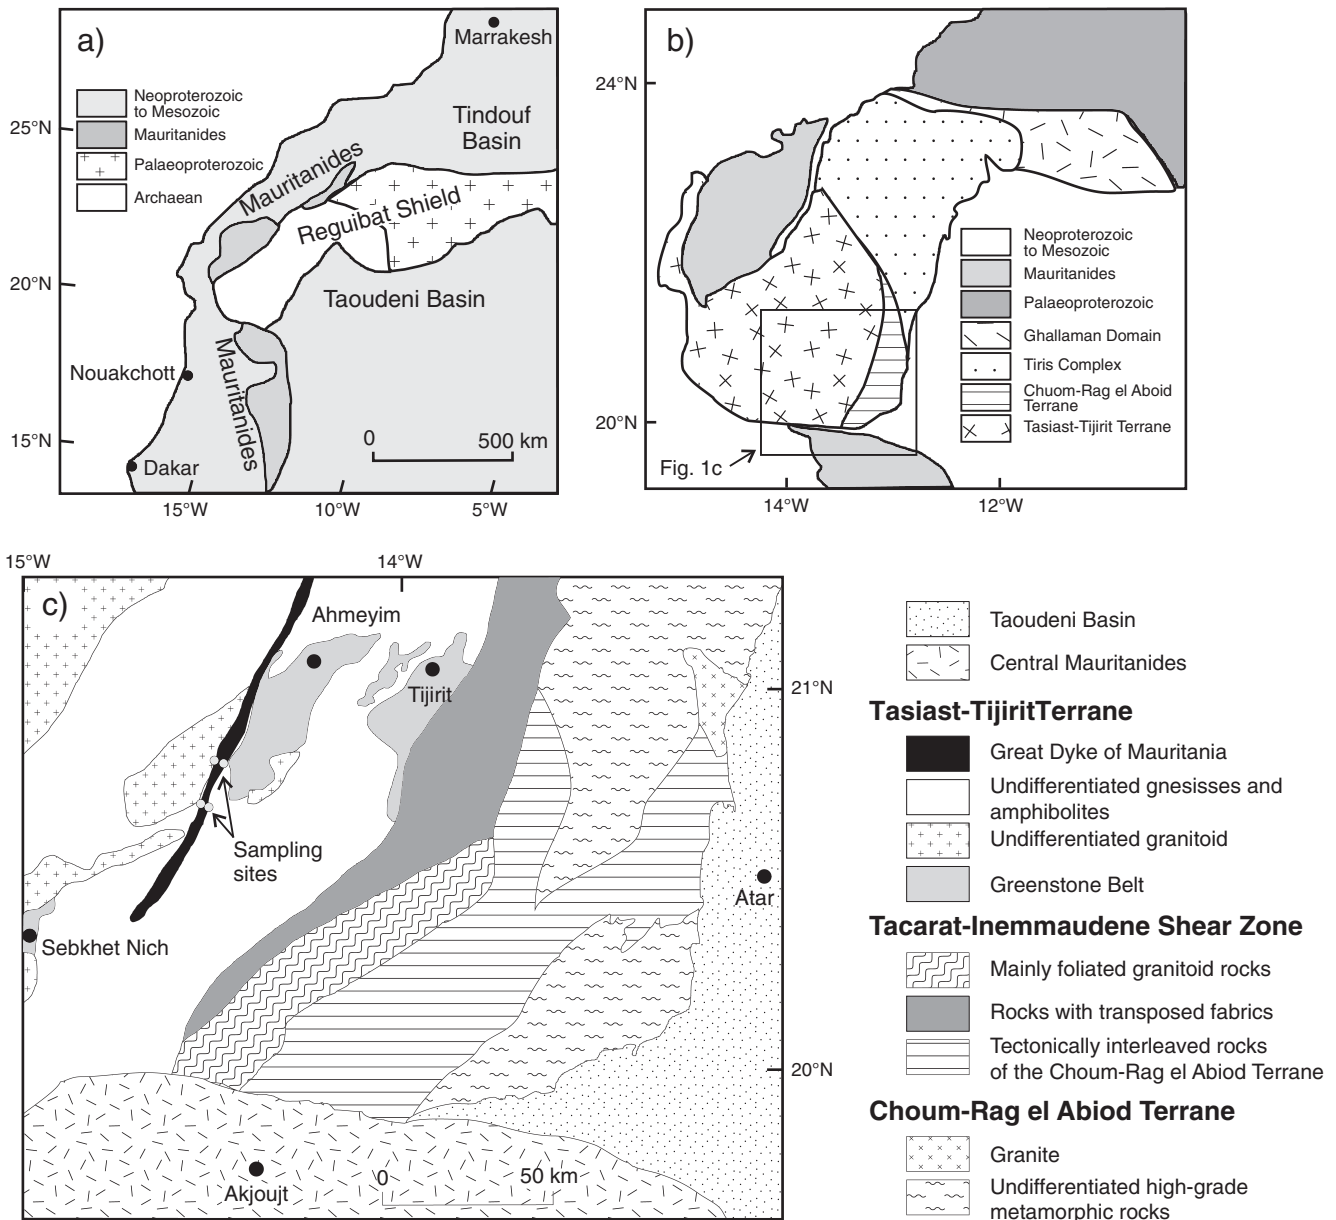 a)
Marrakesh
Neoproterozoic
to Mesozoic
Mauritanides
Palaeoproterozoic
Archaean
Tindouf
Basin
Mauritanides
Reguibat Shield
Taoudeni Basin
Nouakchott
Mauritanides
Dakar
0
500 km
25°N
20°N
15°N
15°W
10°W
5°W
b)
24°N
20°N
Neoproterozoic
to Mesozoic
Mauritanides
Palaeoproterozoic
Ghallaman Domain
Tiris Complex
Chuom-Rag el Aboid
Terrane
Tasiast-Tijirit Terrane
Fig. 1c
14°W
12°W
15°W
14°W
c)
Ahmeyim
Tijirit
21°N
Sampling
sites
Atar
Sebkhet Nich
20°N
0
50 km
Akjoujt
Taoudeni Basin
Central Mauritanides
Tasiast-TijiritTerrane
Great Dyke of Mauritania
Undifferentiated gnesisses and
amphibolites
Undifferentiated granitoid
Greenstone Belt
Tacarat-Inemmaudene Shear Zone
Mainly foliated granitoid rocks
Rocks with transposed fabrics
Tectonically interleaved rocks
of the Choum-Rag el Abiod Terrane
Choum-Rag el Abiod Terrane
Granite
Undifferentiated high-grade
metamorphic rocks